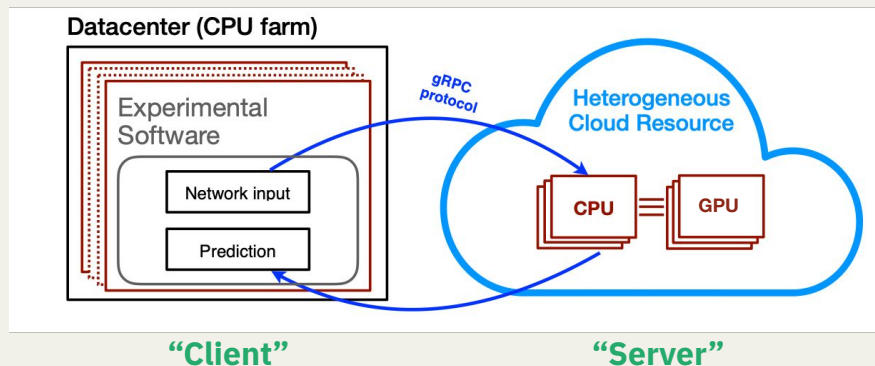 Datacenter (CPU farm)
Experimental
Software
Network input
Prediction
gRPC
protocol
Heterogeneous
Cloud Resource
CPU
GPU
“Client”
“Server”